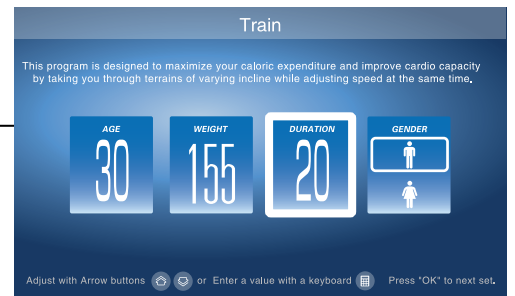 Train
This program is designed to maximize your caloric expenditure and improve cardio capacity
by taking you through terrains of varying incline while adjusting speed at the same time.
AGE WEIGHT DURATION GENDER
30 155 20
Adjust with Arrow buttons or Enter a value with a keyboard Press "OK" to next set.